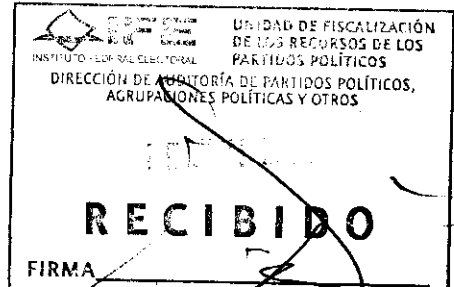 IFE
UNIDAD DE FISCALIZACIÓN
DE LOS RECURSOS DE LOS
PARTIDOS POLÍTICOS
INSTITUTO FEDERAL ELECTORAL
DIRECCIÓN DE AUDITORÍA DE PARTIDOS POLÍTICOS,
AGRUPACIONES POLÍTICAS Y OTROS
RECIBIDO
FIRMA